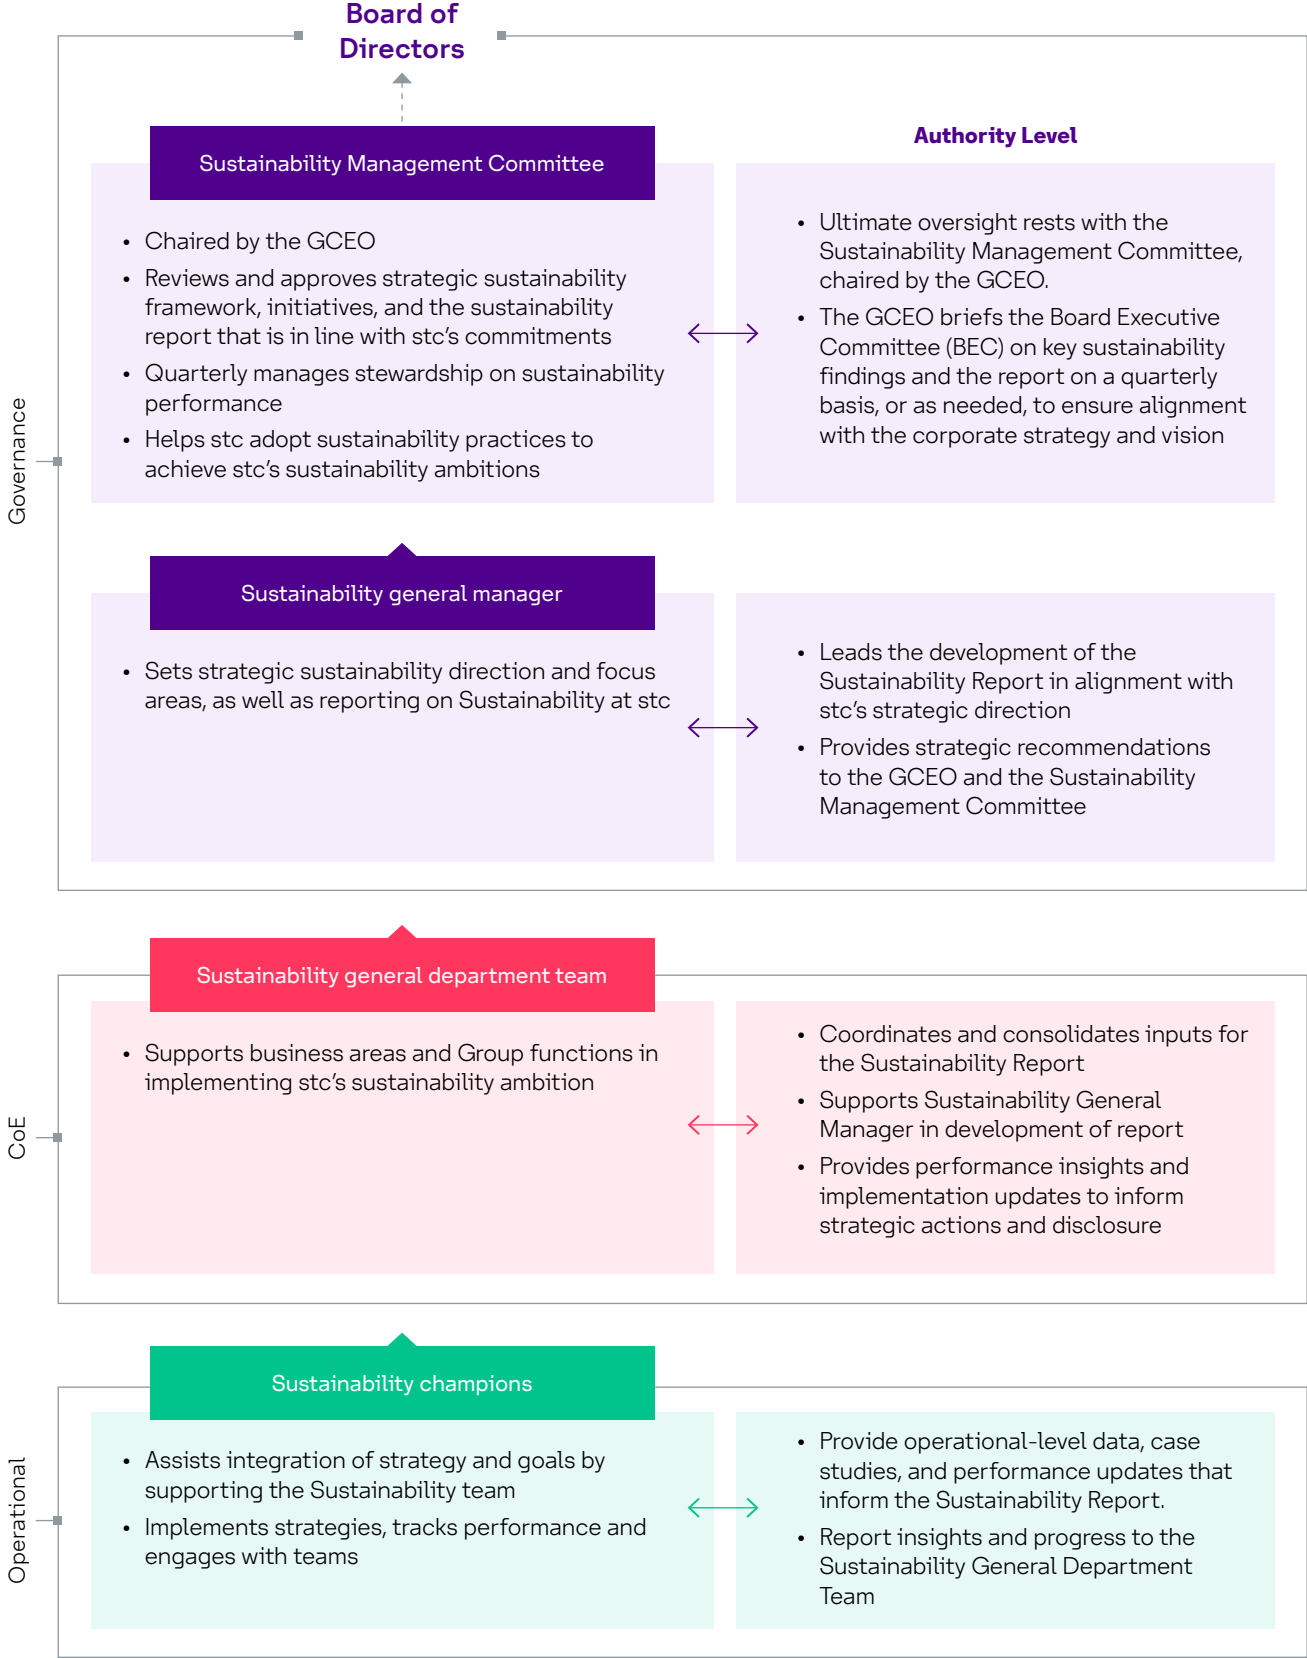 Board of
Directors
Authority Level
Governance
Sustainability Management Committee
• Chaired by the GCEO
• Reviews and approves strategic sustainability
framework, initiatives, and the sustainability
report that is in line with stc’s commitments
• Quarterly manages stewardship on sustainability
performance
• Helps stc adopt sustainability practices to
achieve stc’s sustainability ambitions
• Ultimate oversight rests with the
Sustainability Management Committee,
chaired by the GCEO.
• The GCEO briefs the Board Executive
Committee (BEC) on key sustainability
findings and the report on a quarterly
basis, or as needed, to ensure alignment
with the corporate strategy and vision
Sustainability general manager
• Sets strategic sustainability direction and focus
areas, as well as reporting on Sustainability at stc
• Leads the development of the
Sustainability Report in alignment with
stc’s strategic direction
• Provides strategic recommendations
to the GCEO and the Sustainability
Management Committee
CoE
Sustainability general department team
• Supports business areas and Group functions in
implementing stc’s sustainability ambition
• Coordinates and consolidates inputs for
the Sustainability Report
• Supports Sustainability General
Manager in development of report
• Provides performance insights and
implementation updates to inform
strategic actions and disclosure
Operational
Sustainability champions
• Assists integration of strategy and goals by
supporting the Sustainability team
• Implements strategies, tracks performance and
engages with teams
• Provide operational-level data, case
studies, and performance updates that
inform the Sustainability Report.
• Report insights and progress to the
Sustainability General Department
Team